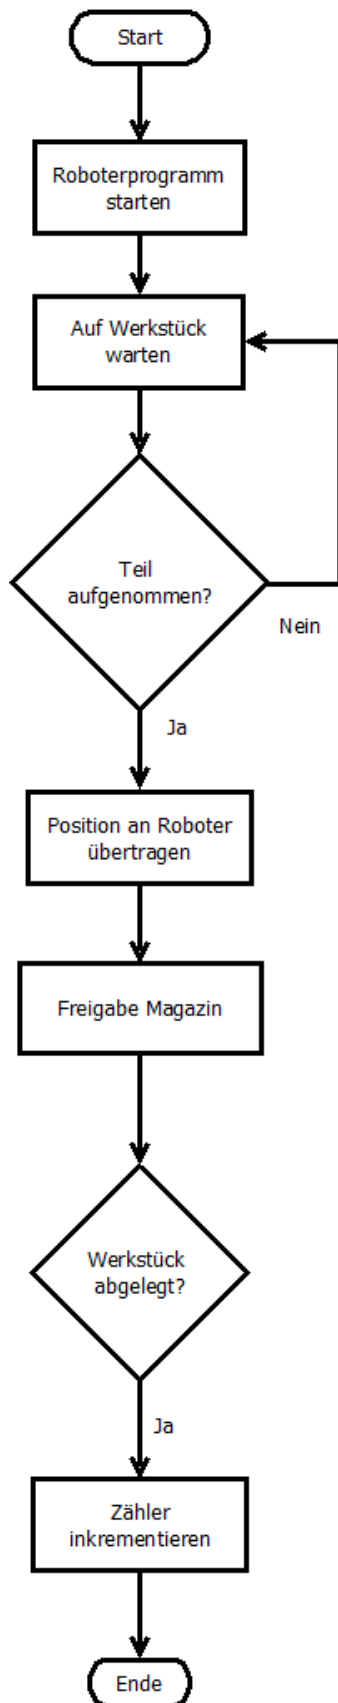 Start
Roboterprogramm
starten
Auf Werkstück
warten
Teil
aufgenommen?
Nein
Ja
Position an Roboter
übertragen
Freigabe Magazin
Werkstück
abgelegt?
Ja
Zähler
inkrementieren
Ende